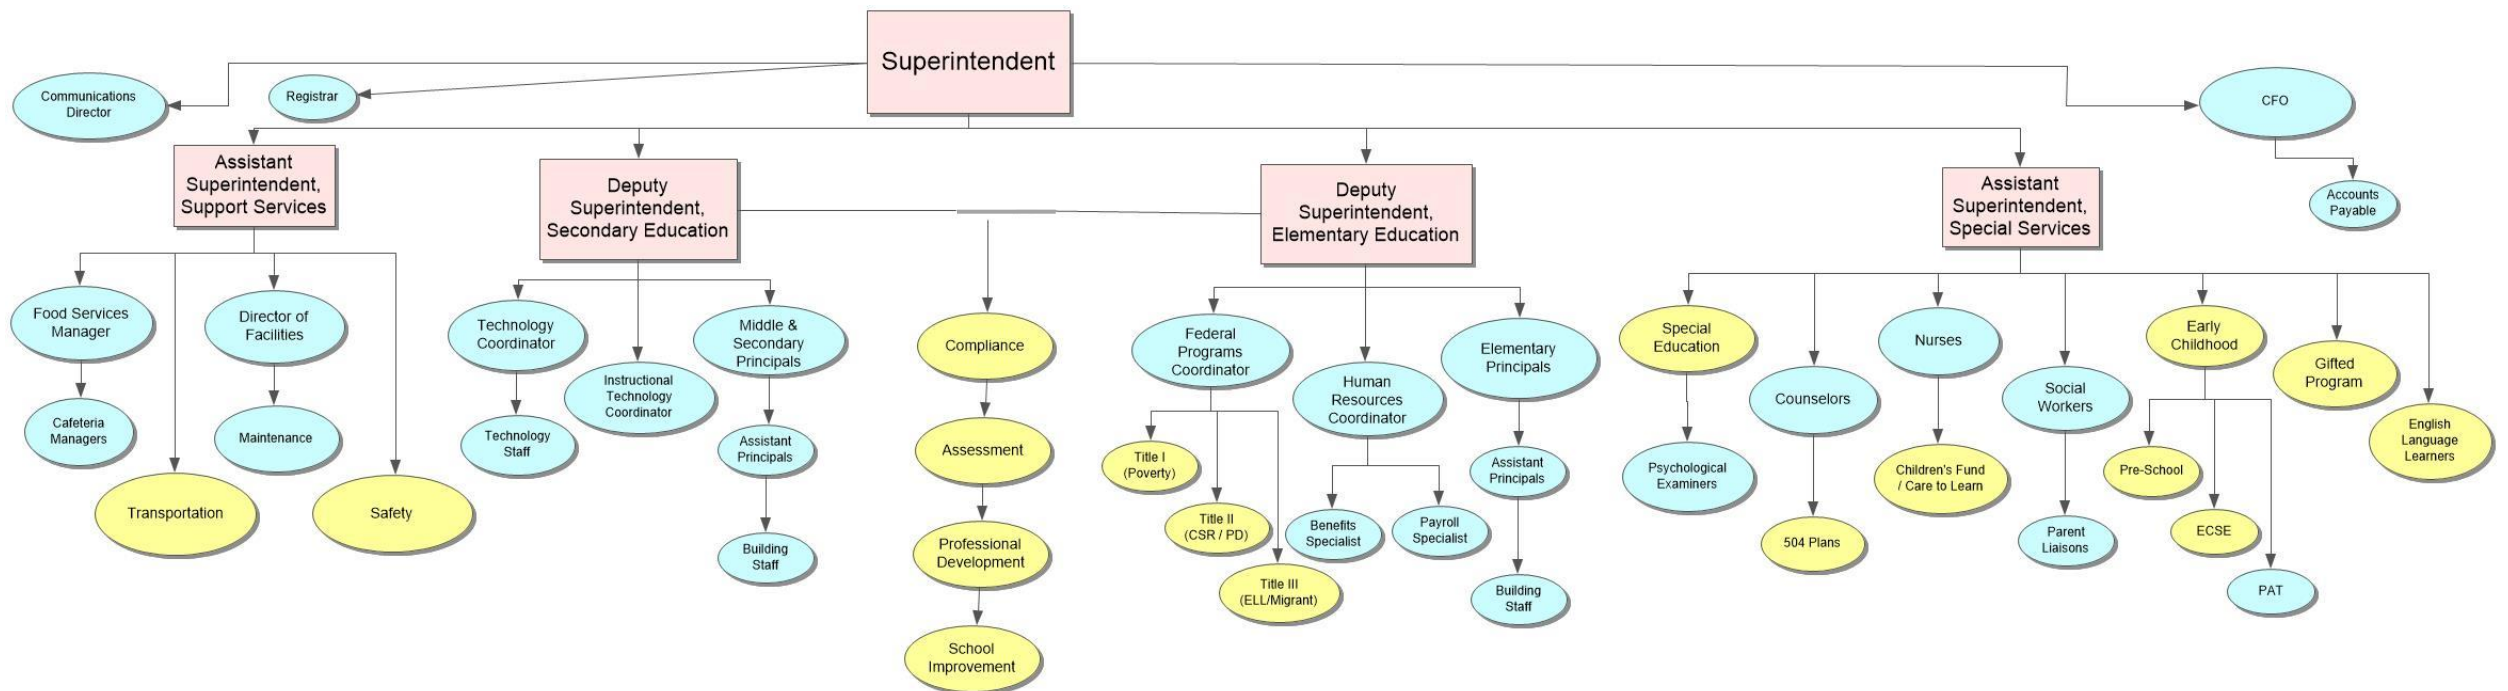 Superintendent
Communications
Director
Registrar
CFO
Accounts
Payable
Assistant
Superintendent,
Support Services
Deputy
Superintendent,
Secondary Education
Deputy
Superintendent,
Elementary Education
Assistant
Superintendent,
Special Services
Food Services
Manager
Cafeteria
Managers
Transportation
Director of
Facilities
Maintenance
Safety
Technology
Coordinator
Technology
Staff
Instructional
Technology
Coordinator
Middle &
Secondary
Principals
Assistant
Principals
Building
Staff
Compliance
Assessment
Professional
Development
School
Improvement
Federal
Programs
Coordinator
Title I
(Poverty)
Title II
(CSR / PD)
Title III
(ELL/Migrant)
Human
Resources
Coordinator
Benefits
Specialist
Payroll
Specialist
Elementary
Principals
Assistant
Principals
Building
Staff
Special
Education
Psychological
Examiners
Counselors
504 Plans
Nurses
Children's Fund
/ Care to Learn
Social
Workers
Parent
Liaisons
Early
Childhood
Pre-School
ECSE
PAT
Gifted
Program
English
Language
Learners